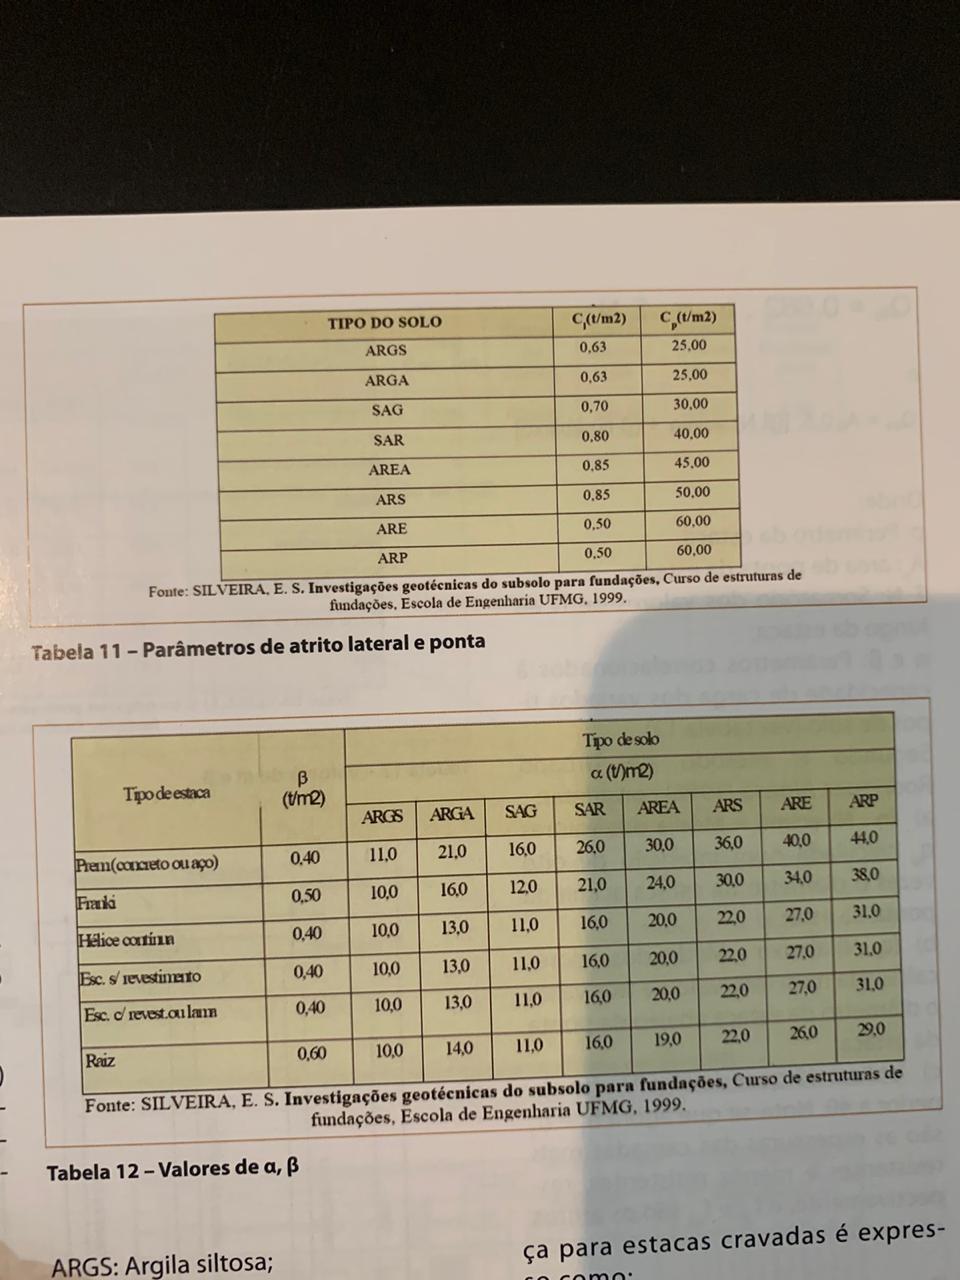 TIPO DO SOLO C_l(t/m2) C_p(t/m2)
ARGS 0,63 25,00
ARGA 0,63 25,00
SAG 0,70 30,00
SAR 0,80 40,00
AREA 0,85 45,00
ARS 0,85 50,00
ARE 0,50 60,00
ARP 0,50 60,00
Fonte: SILVEIRA, E. S. Investigações geotécnicas do subsolo para fundações, Curso de estruturas de
fundações, Escola de Engenharia UFMG, 1999.
Tabela 11 – Parâmetros de atrito lateral e ponta
Tipo de estaca β (t/m2) Tipo de solo
α (t/)m2)
ARGS ARGA SAG SAR AREA ARS ARE ARP
Prem(concreto ou aço) 0,40 11,0 21,0 16,0 26,0 30,0 36,0 40,0 44,0
Franki 0,50 10,0 16,0 12,0 21,0 24,0 30,0 34,0 38,0
Hélice contínua 0,40 10,0 13,0 11,0 16,0 20,0 22,0 27,0 31,0
Esc. s/ revestimento 0,40 10,0 13,0 11,0 16,0 20,0 22,0 27,0 31,0
Esc. c/ revest.ou lama 0,40 10,0 13,0 11,0 16,0 20,0 22,0 27,0 31,0
Raiz 0,60 10,0 14,0 11,0 16,0 19,0 22,0 26,0 29,0
Fonte: SILVEIRA, E. S. Investigações geotécnicas do subsolo para fundações, Curso de estruturas de
fundações, Escola de Engenharia UFMG, 1999.
Tabela 12 – Valores de α, β
ARGS: Argila siltosa;
ça para estacas cravadas é expres-
so como: